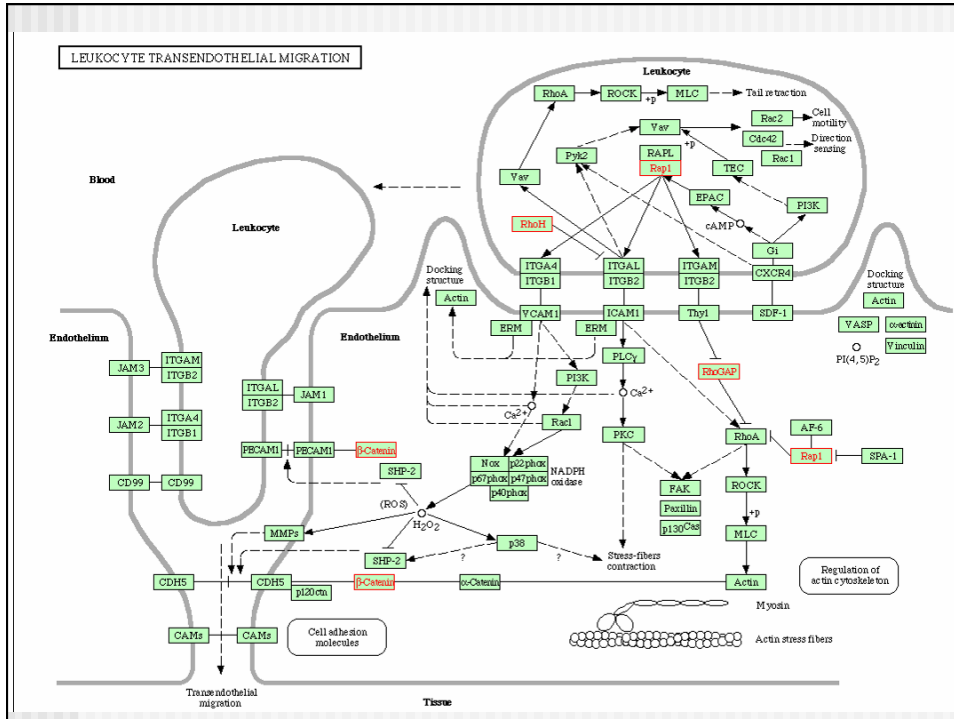 LEUKOCYTE TRANSENDOTHELIAL MIGRATION
Leukocyte
RhoA
ROCK
+p
MLC
Tail retraction
Vav
+p
Rac2
Cell
motility
Cdc42
Direction
sensing
Rac1
Pyk2
RAPL
Rap1
TEC
Vav
EPAC
PI3K
cAMP
Blood
Leukocyte
RhoH
Gi
ITGA4
ITGB1
ITGAL
ITGB2
ITGAM
ITGB2
CXCR4
Docking
structure
Actin
VCAM1
ICAM1
Thy1
SDF-1
ERM
ERM
Docking
structure
Actin
VASP
α-actinin
PI(4,5)P2
Vinculin
Endothelium
Endothelium
JAM3
ITGAM
ITGB2
ITGAL
ITGB2
JAM1
PLCγ
RhoGAP
PI3K
Ca2+
Ca2+
Rac1
JAM2
ITGA4
ITGB1
PKC
RhoA
AF-6
Rap1
SPA-1
PECAM1
PECAM1
β-Catenin
SHP-2
Nox
p22phox
p67phox
p47phox
p40phox
NADPH
oxidase
CD99
CD99
FAK
Paxillin
p130Cas
ROCK
+p
(ROS)
H2O2
MMPs
p38
MLC
SHP-2
?
?
Stress-fibers
contraction
CDH5
CDH5
p120ctn
β-Catenin
α-Catenin
Actin
Regulation of
actin cytoskeleton
Myosin
CAMs
CAMs
Cell adhesion
molecules
Actin stress fibers
Transendothelial
migration
Tissue